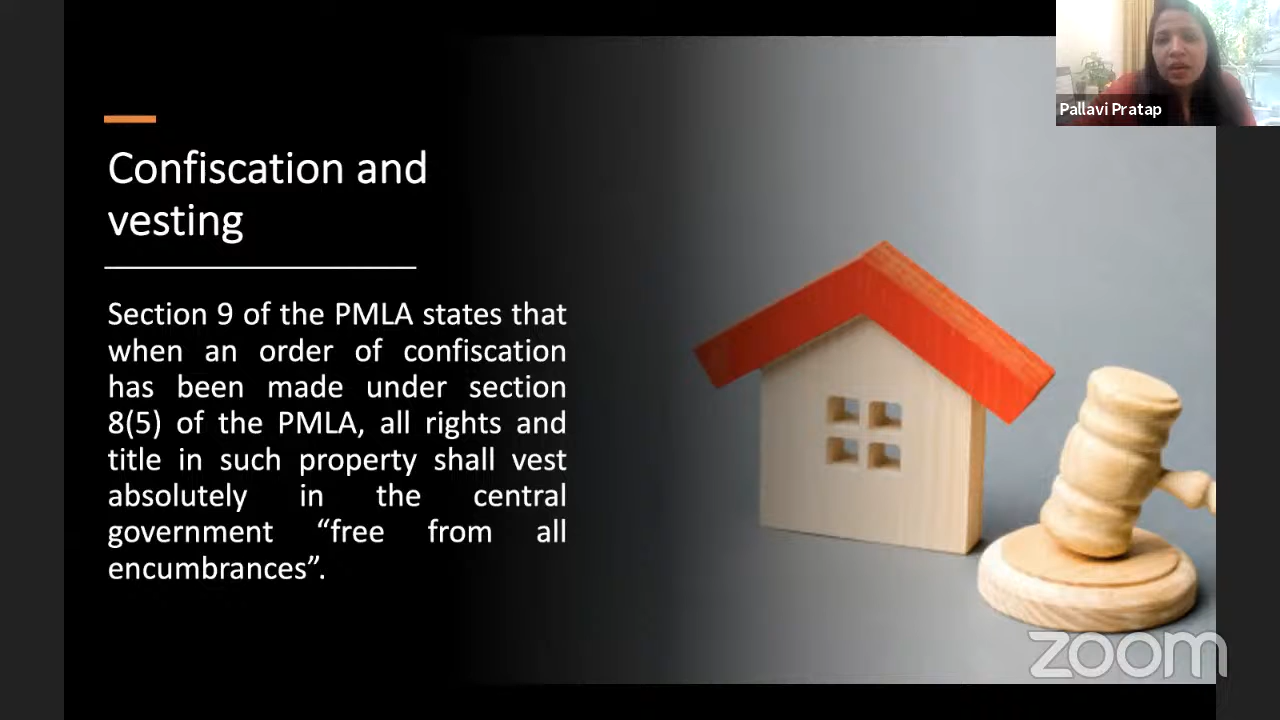 Pallavi Pratap
Confiscation and
vesting
Section 9 of the PMLA states that
when an order of confiscation
has been made under section
8(5) of the PMLA, all rights and
title in such property shall vest
absolutely in the central
government “free from all
encumbrances”.
zoom